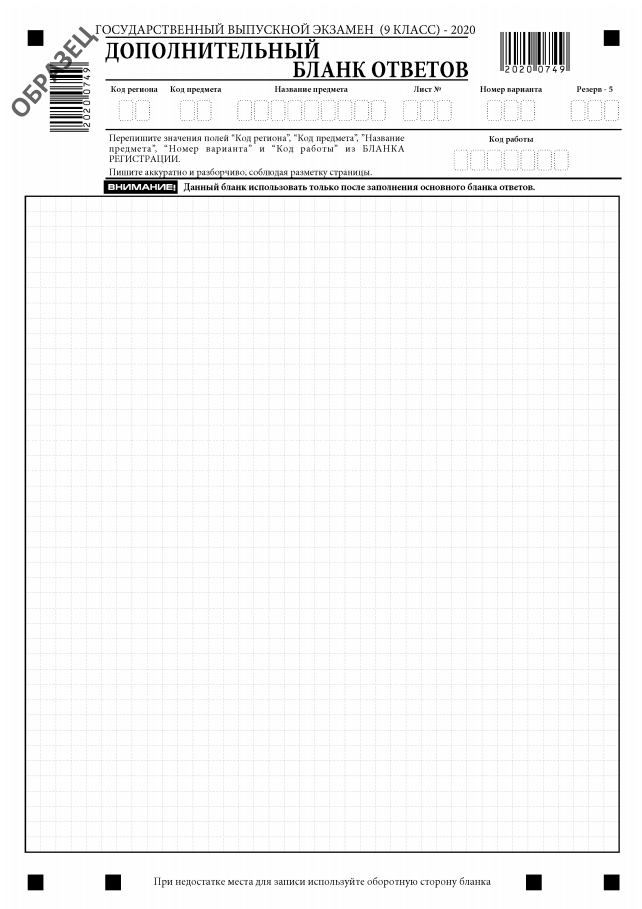 ГОСУДАРСТВЕННЫЙ ВЫПУСКНОЙ ЭКЗАМЕН (9 КЛАСС) - 2020
ОБРАЗЕЦ
2020 0749
ДОПОЛНИТЕЛЬНЫЙ
БЛАНК ОТВЕТОВ
2020 0749
Код региона Код предмета Название предмета Лист № Номер варианта Резерв - 5
Перепишите значения полей “Код региона”, “Код предмета”, ”Название
предмета”, “Номер варианта” и “Код работы” из БЛАНКА
РЕГИСТРАЦИИ.
Пишите аккуратно и разборчиво, соблюдая разметку страницы.
Код работы
ВНИМАНИЕ! Данный бланк использовать только после заполнения основного бланка ответов.
При недостатке места для записи используйте оборотную сторону бланка